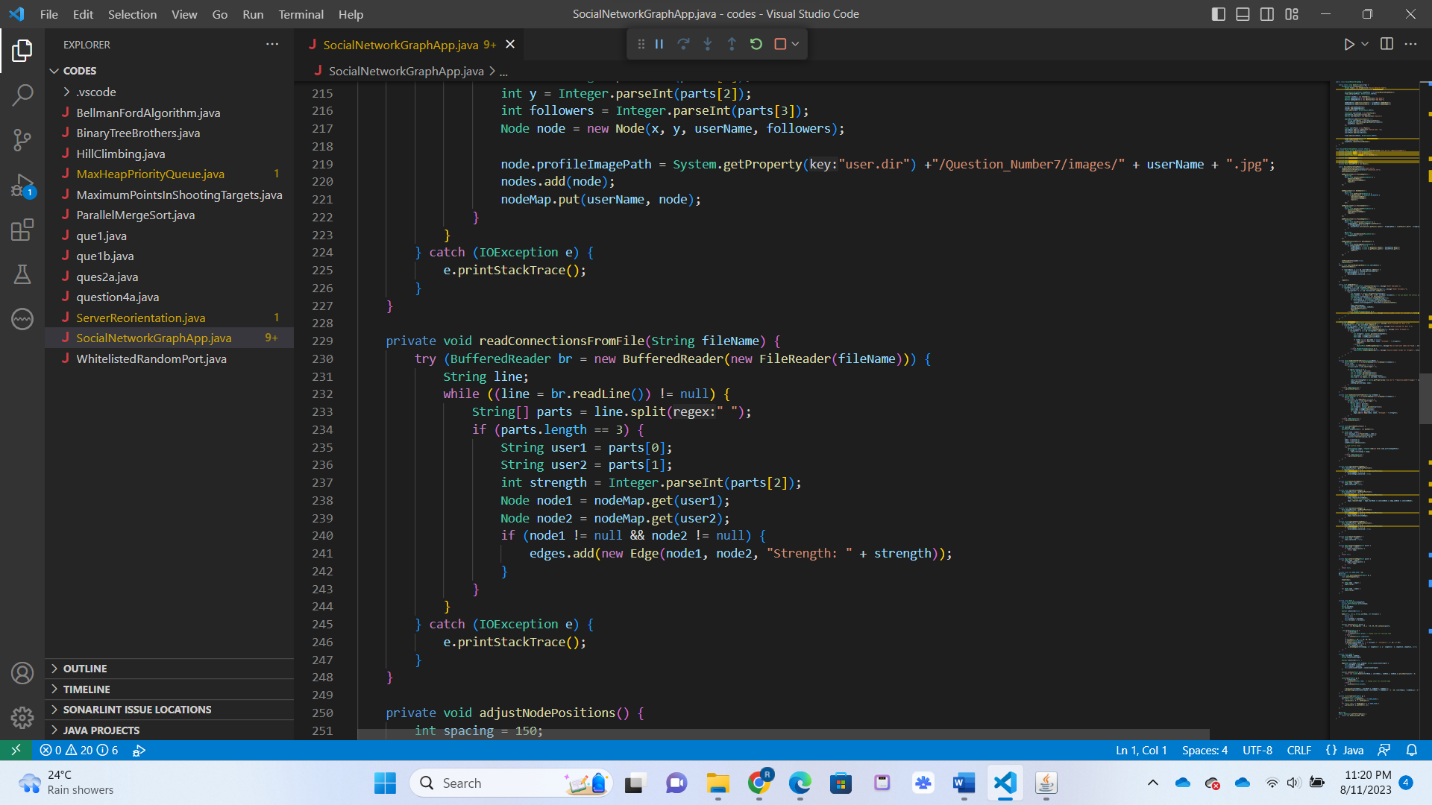 File Edit Selection View Go Run Terminal Help SocialNetworkGraphApp.java - codes - Visual Studio Code
EXPLORER
CODES
.vscode
BellmanFordAlgorithm.java
BinaryTreeBrothers.java
HillClimbing.java
MaxHeapPriorityQueue.java 1
MaximumPointsInShootingTargets.java
ParallelMergeSort.java
que1.java
que1b.java
ques2a.java
question4a.java
ServerReorientation.java 1
SocialNetworkGraphApp.java 9+
WhitelistedRandomPort.java
OUTLINE
TIMELINE
SONARLINT ISSUE LOCATIONS
JAVA PROJECTS
1
SocialNetworkGraphApp.java 9+
SocialNetworkGraphApp.java > ...
215 int y = Integer.parseInt(parts[2]);
216 int followers = Integer.parseInt(parts[3]);
217 Node node = new Node(x, y, userName, followers);
218
219 node.profileImagePath = System.getProperty(key:"user.dir") +"/Question_Number7/images/" + userName + ".jpg";
220 nodes.add(node);
221 nodeMap.put(userName, node);
222 }
223 }
224 } catch (IOException e) {
225 e.printStackTrace();
226 }
227 }
228
229 private void readConnectionsFromFile(String fileName) {
230 try (BufferedReader br = new BufferedReader(new FileReader(fileName))) {
231 String line;
232 while ((line = br.readLine()) != null) {
233 String[] parts = line.split(regex:" ");
234 if (parts.length == 3) {
235 String user1 = parts[0];
236 String user2 = parts[1];
237 int strength = Integer.parseInt(parts[2]);
238 Node node1 = nodeMap.get(user1);
239 Node node2 = nodeMap.get(user2);
240 if (node1 != null && node2 != null) {
241 edges.add(new Edge(node1, node2, "Strength: " + strength));
242 }
243 }
244 }
245 } catch (IOException e) {
246 e.printStackTrace();
247 }
248 }
249
250 private void adjustNodePositions() {
251 int spacing = 150;
0 20 6 Ln 1, Col 1 Spaces: 4 UTF-8 CRLF {} Java
24°C
Rain showers
Search
R
11:20 PM
8/11/2023
4